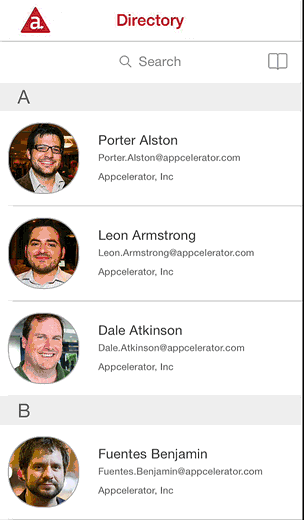 a
Directory
Search
A
Porter Alston
Porter.Alston@appcelerator.com
Appcelerator, Inc
Leon Armstrong
Leon.Armstrong@appcelerator.com
Appcelerator, Inc
Dale Atkinson
Dale.Atkinson@appcelerator.com
Appcelerator, Inc
B
Fuentes Benjamin
Fuentes.Benjamin@appcelerator.com
Appcelerator, Inc